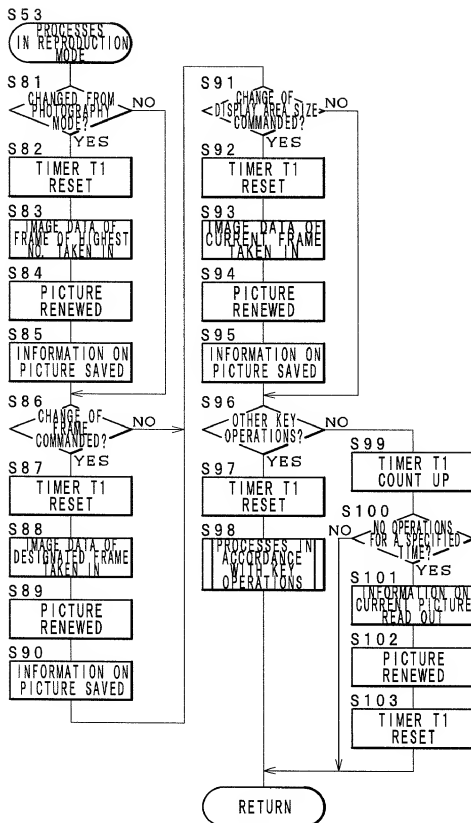 S53
PROCESSES
IN REPRODUCTION
MODE
S81
CHANGED FROM
PHOTOGRAPHY
MODE?
NO
YES
S82
TIMER T1
RESET
S83
IMAGE DATA OF
FRAME OF HIGHEST
NO. TAKEN IN
S84
PICTURE
RENEWED
S85
INFORMATION ON
PICTURE SAVED
S86
CHANGE OF
FRAME
COMMANDED?
NO
YES
S87
TIMER T1
RESET
S88
IMAGE DATA OF
DESIGNATED FRAME
TAKEN IN
S89
PICTURE
RENEWED
S90
INFORMATION ON
PICTURE SAVED
S91
CHANGE OF
DISPLAY AREA SIZE
COMMANDED?
NO
YES
S92
TIMER T1
RESET
S93
IMAGE DATA OF
CURRENT FRAME
TAKEN IN
S94
PICTURE
RENEWED
S95
INFORMATION ON
PICTURE SAVED
S96
OTHER KEY
OPERATIONS?
NO
YES
S97
TIMER T1
RESET
S98
PROCESSES IN
ACCORDANCE
WITH KEY
OPERATIONS
S99
TIMER T1
COUNT UP
S100
NO OPERATIONS
FOR A SPECIFIED
TIME?
NO
YES
S101
INFORMATION ON
CURRENT PICTURE
READ OUT
S102
PICTURE
RENEWED
S103
TIMER T1
RESET
RETURN